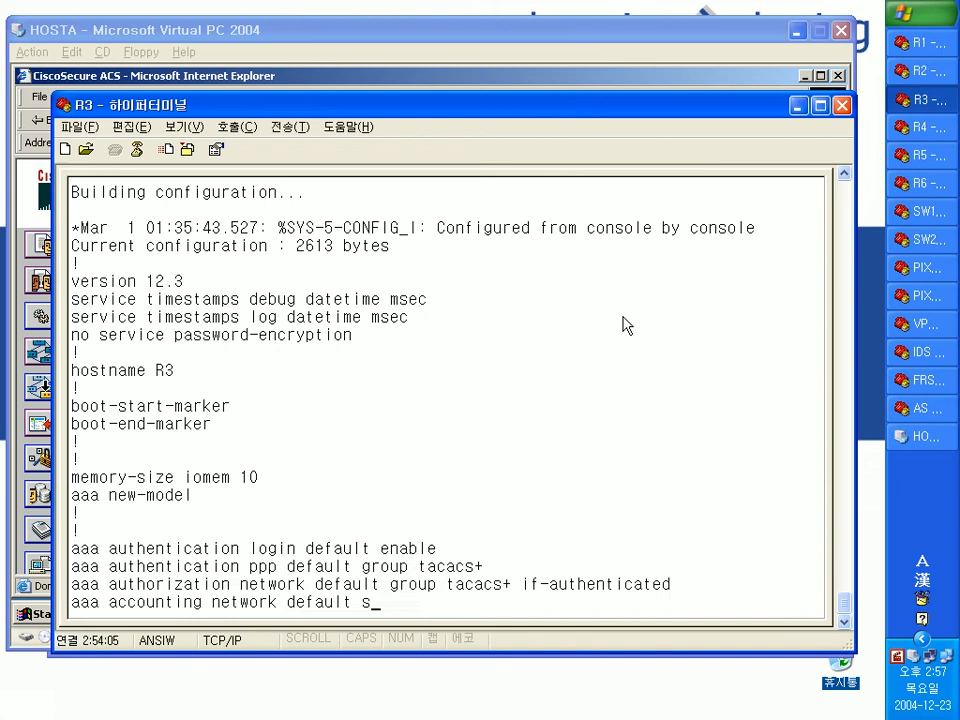 HOSTA - Microsoft Virtual PC 2004
Action Edit CD Floppy Help
CiscoSecure ACS - Microsoft Internet Explorer
File
Addre
R3 - 하이퍼터미널
파일(F) 편집(E) 보기(V) 호출(C) 전송(T) 도움말(H)
Building configuration...
*Mar  1 01:35:43.527: %SYS-5-CONFIG_I: Configured from console by console
Current configuration : 2613 bytes
!
version 12.3
service timestamps debug datetime msec
service timestamps log datetime msec
no service password-encryption
!
hostname R3
!
boot-start-marker
boot-end-marker
!
!
memory-size iomem 10
aaa new-model
!
!
aaa authentication login default enable
aaa authentication ppp default group tacacs+
aaa authorization network default group tacacs+ if-authenticated
aaa accounting network default s_
연결 2:54:05 ANSIW TCP/IP SCROLL CAPS NUM 캡 에코
Don
Sta
R1 -...
R2 -...
R3 -...
R4 -...
R5 -...
R6 -...
SW1...
SW2...
PIX...
PIX...
VP...
IDS ...
FRS...
AS ...
HO...
A
漢
오후 2:57
목요일
2004-12-23
휴지통